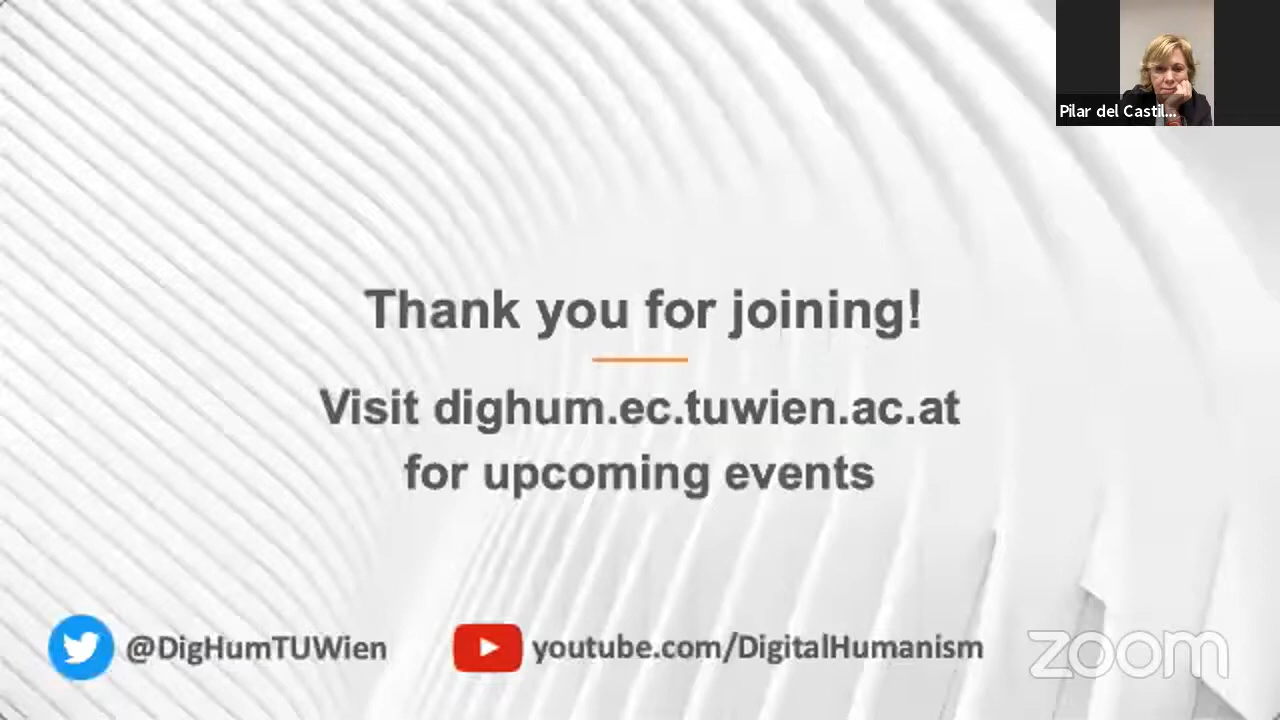 Pilar del Castil...
Thank you for joining!
Visit dighum.ec.tuwien.ac.at
for upcoming events
@DigHumTUWien
youtube.com/DigitalHumanism
zoom